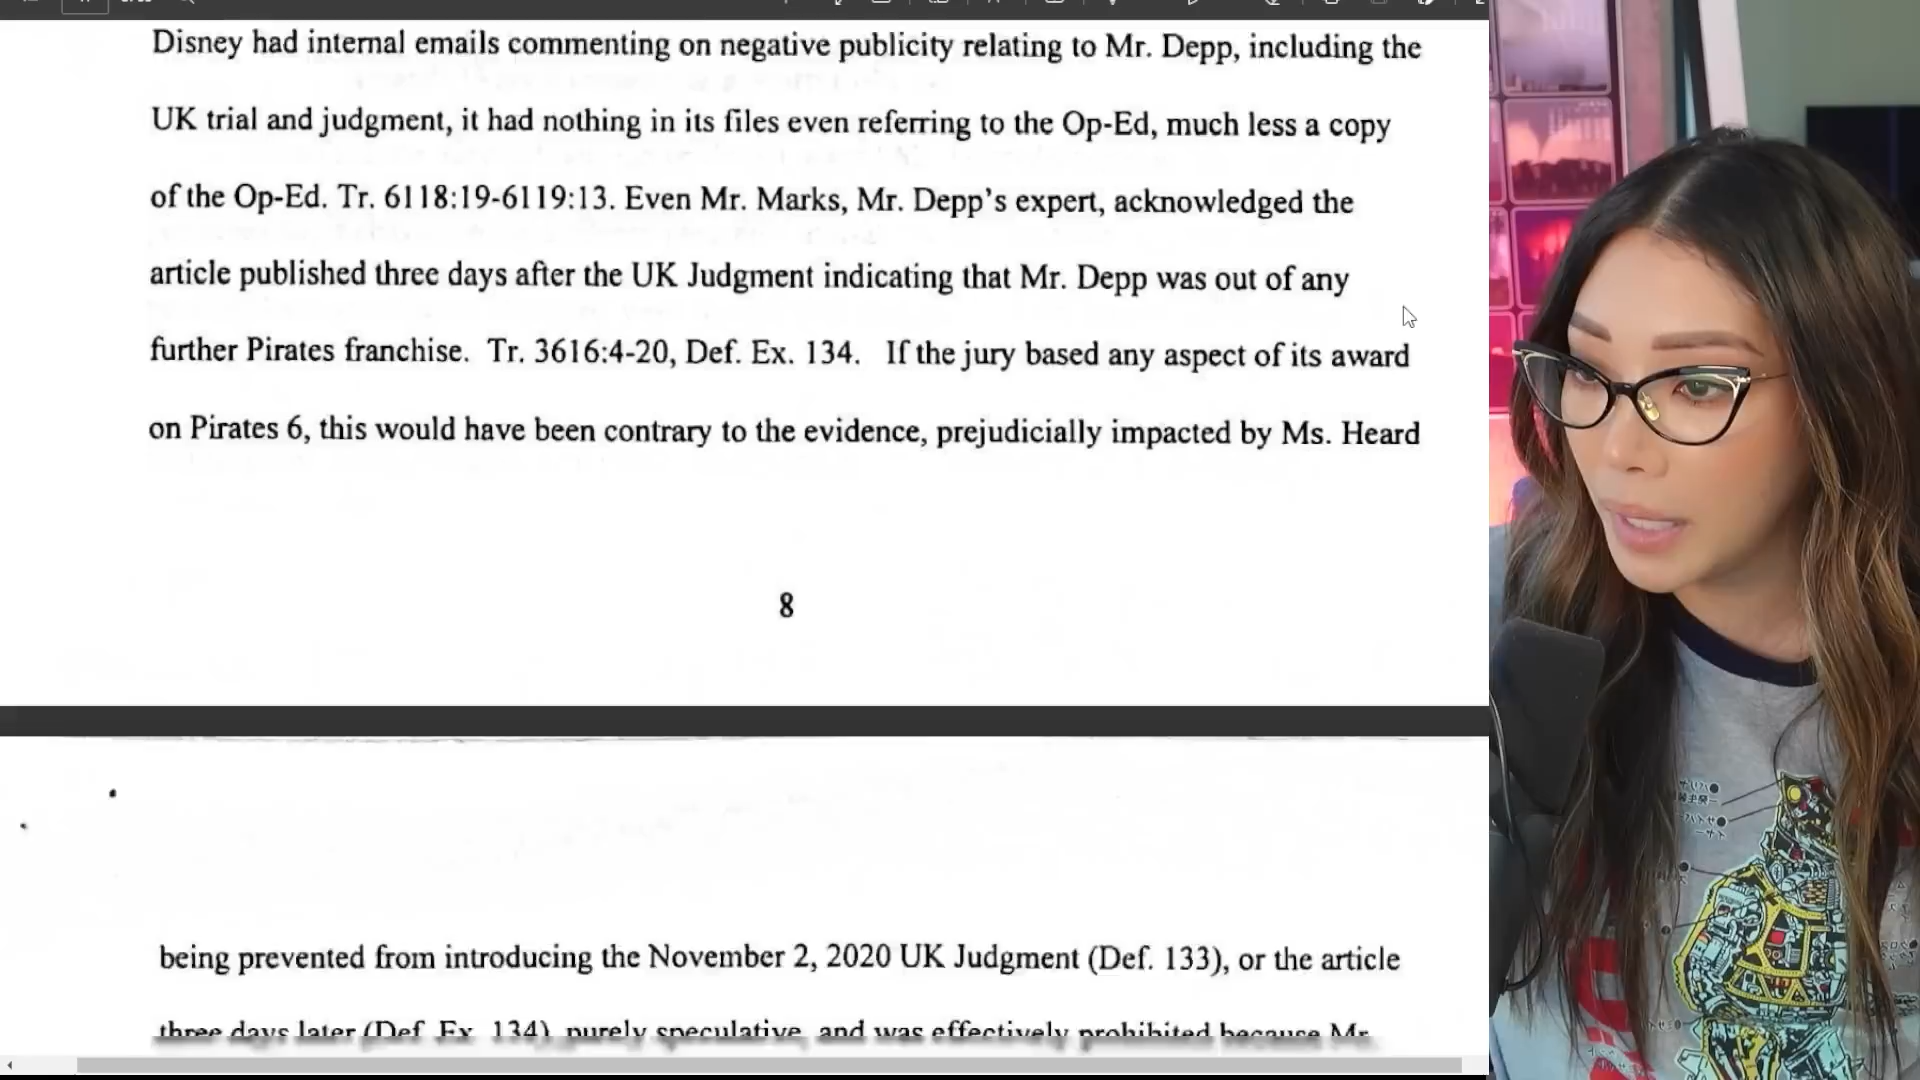 Disney had internal emails commenting on negative publicity relating to Mr. Depp, including the
UK trial and judgment, it had nothing in its files even referring to the Op-Ed, much less a copy
of the Op-Ed. Tr. 6118:19-6119:13. Even Mr. Marks, Mr. Depp's expert, acknowledged the
article published three days after the UK Judgment indicating that Mr. Depp was out of any
further Pirates franchise. Tr. 3616:4-20, Def. Ex. 134. If the jury based any aspect of its award
on Pirates 6, this would have been contrary to the evidence, prejudicially impacted by Ms. Heard
8
being prevented from introducing the November 2, 2020 UK Judgment (Def. 133), or the article
three days later (Def. Ex. 134), purely speculative, and was effectively prohibited because Mr.